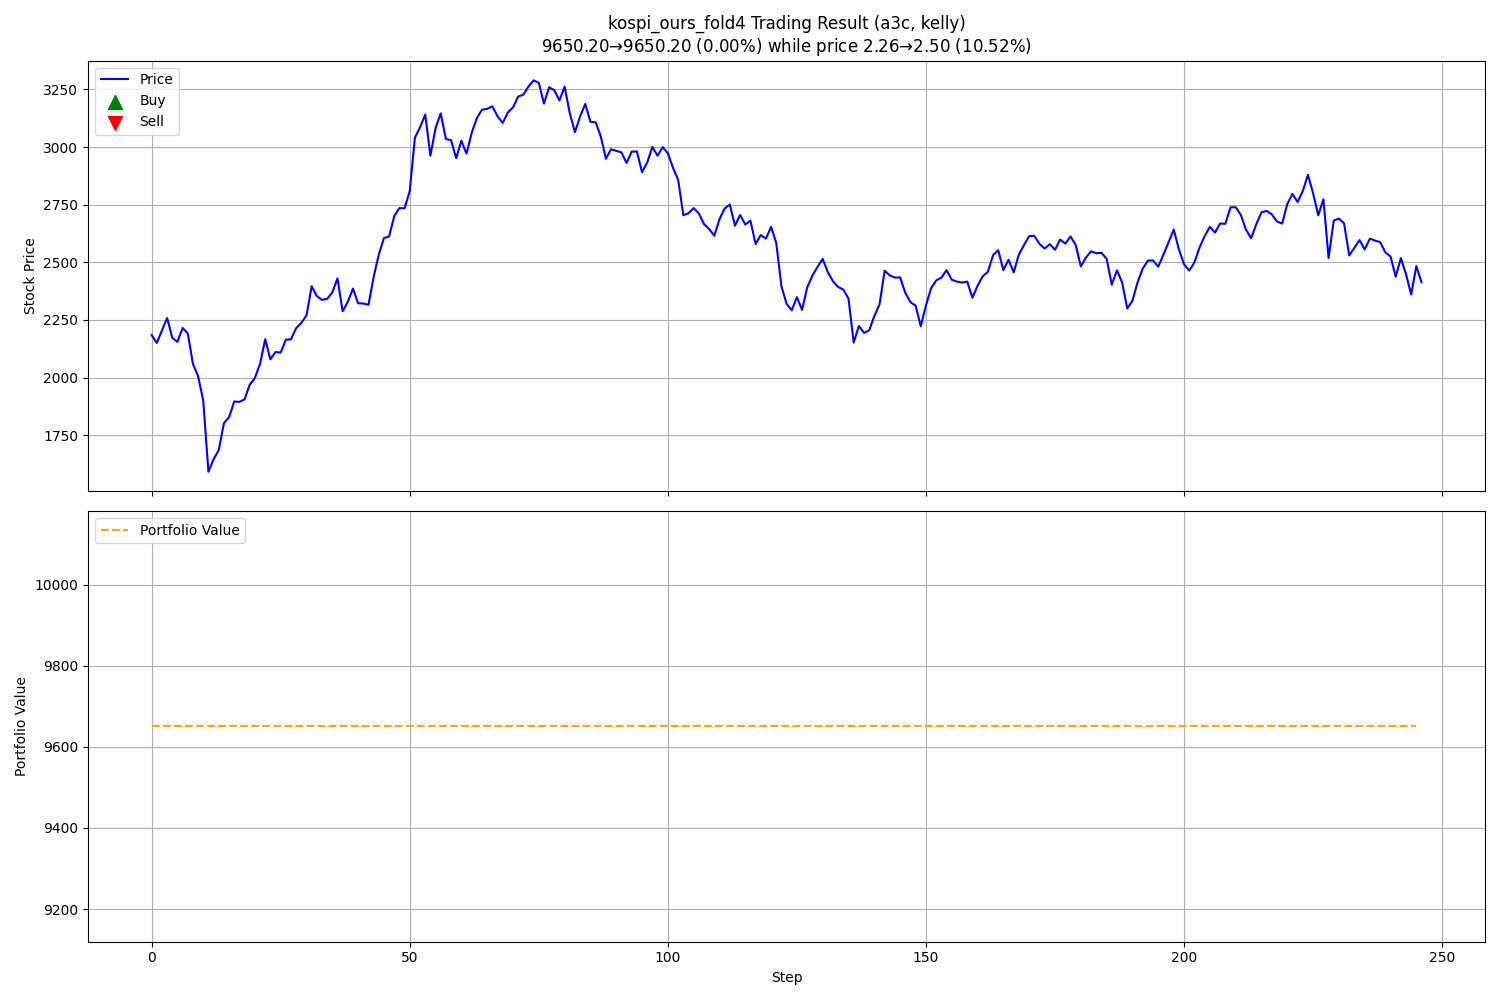 kospi_ours_fold4 Trading Result (a3c, kelly)
9650.20→9650.20 (0.00%) while price 2.26→2.50 (10.52%)
Price
Buy
Sell
Stock Price
3250
3000
2750
2500
2250
2000
1750
Portfolio Value
Portfolio Value
10000
9800
9600
9400
9200
0
50
100
150
200
250
Step